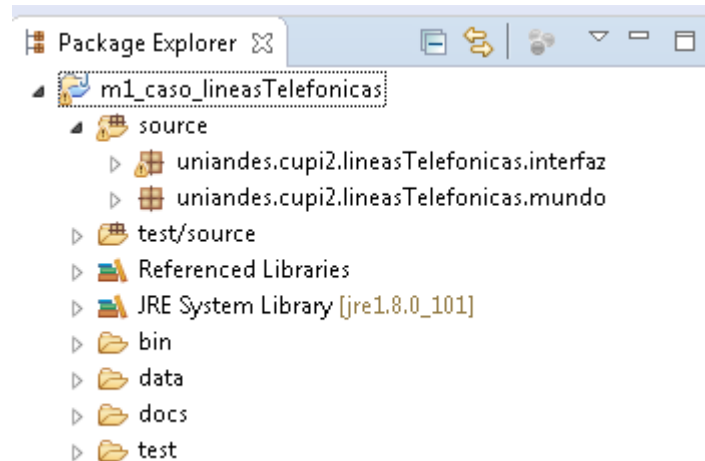 Package Explorer
m1_caso_lineasTelefonicas
source
uniandes.cupi2.lineasTelefonicas.interfaz
uniandes.cupi2.lineasTelefonicas.mundo
test/source
Referenced Libraries
JRE System Library [jre1.8.0_101]
bin
data
docs
test